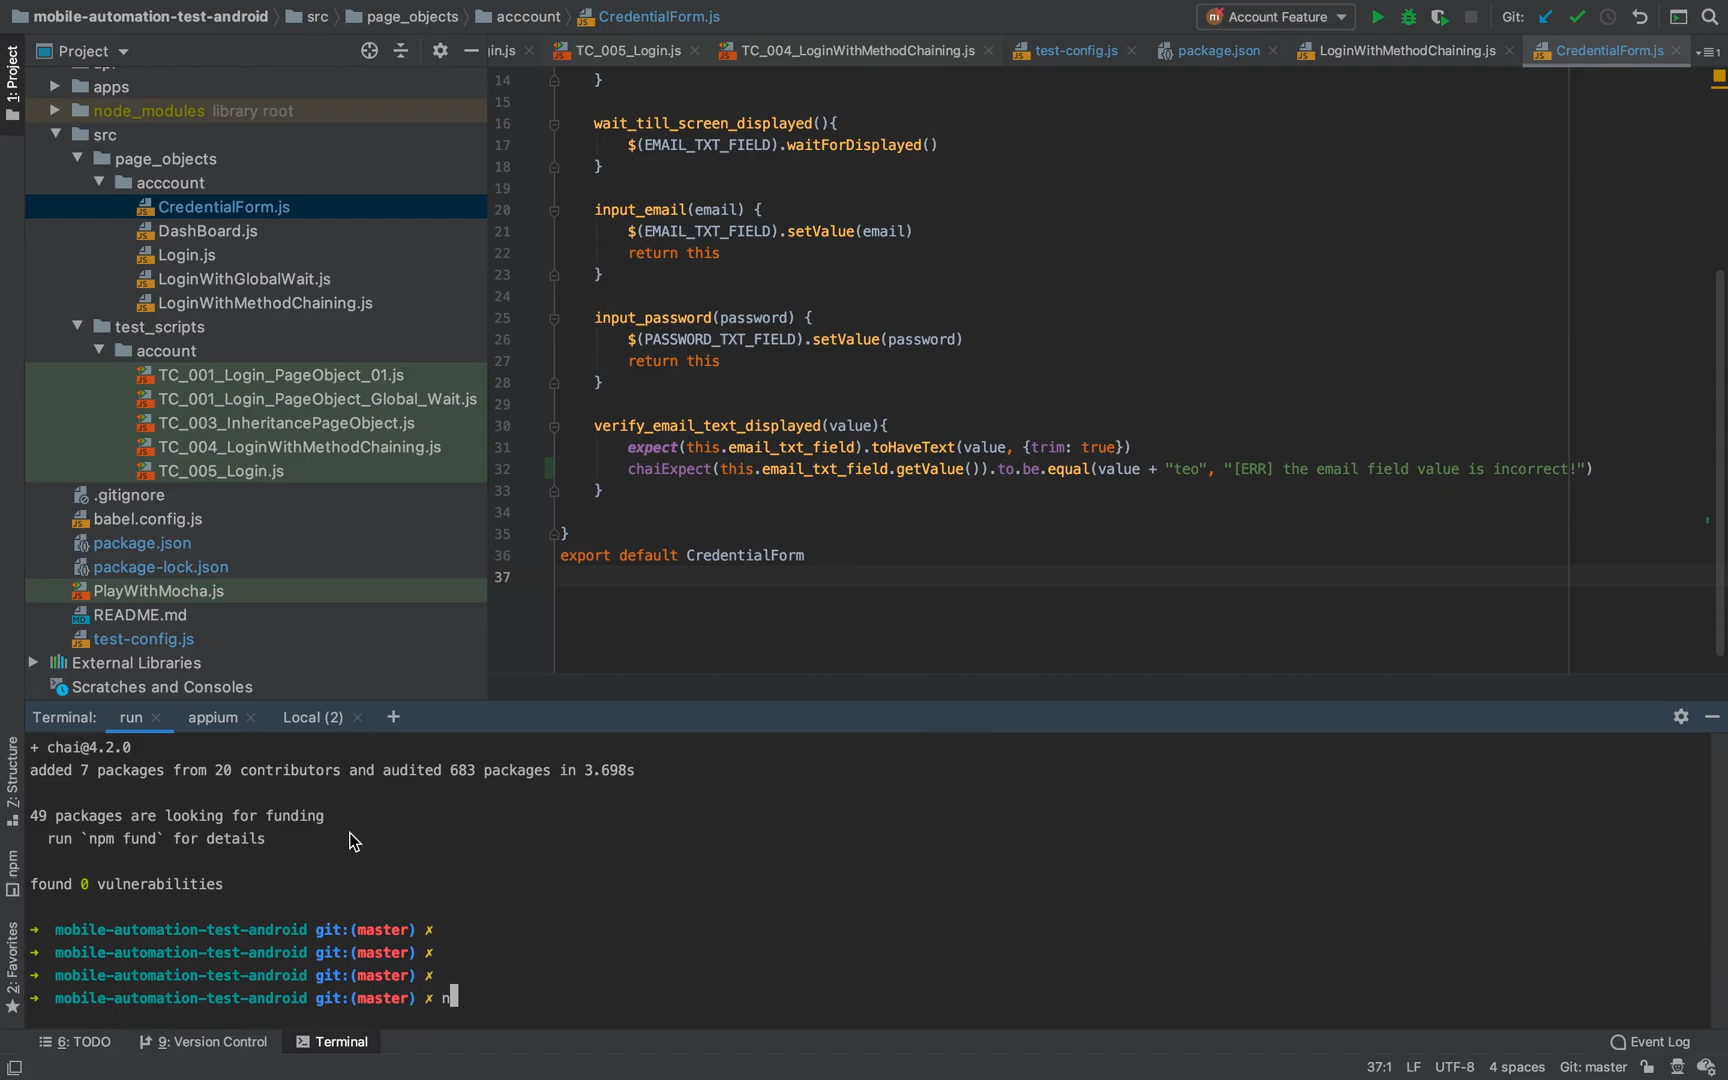 mobile-automation-test-android
src
page_objects
acccount
CredentialForm.js
Account Feature
Git:
1: Project
Project
in.js
TC_005_Login.js
TC_004_LoginWithMethodChaining.js
test-config.js
package.json
LoginWithMethodChaining.js
CredentialForm.js
1
apps
node_modules library root
src
page_objects
acccount
CredentialForm.js
DashBoard.js
Login.js
LoginWithGlobalWait.js
LoginWithMethodChaining.js
test_scripts
account
TC_001_Login_PageObject_01.js
TC_001_Login_PageObject_Global_Wait.js
TC_003_InheritancePageObject.js
TC_004_LoginWithMethodChaining.js
TC_005_Login.js
.gitignore
babel.config.js
package.json
package-lock.json
PlayWithMocha.js
README.md
test-config.js
External Libraries
Scratches and Consoles
14 }
15
16 wait_till_screen_displayed(){
17 $(EMAIL_TXT_FIELD).waitForDisplayed()
18 }
19
20 input_email(email) {
21 $(EMAIL_TXT_FIELD).setValue(email)
22 return this
23 }
24
25 input_password(password) {
26 $(PASSWORD_TXT_FIELD).setValue(password)
27 return this
28 }
29
30 verify_email_text_displayed(value){
31 expect(this.email_txt_field).toHaveText(value, {trim: true})
32 chaiExpect(this.email_txt_field.getValue()).to.be.equal(value + "teo", "[ERR] the email field value is incorrect!")
33 }
34
35 }
36 export default CredentialForm
37
Terminal: run appium Local (2) +
+ chai@4.2.0
added 7 packages from 20 contributors and audited 683 packages in 3.698s
49 packages are looking for funding
run `npm fund` for details
found 0 vulnerabilities
➜ mobile-automation-test-android git:(master) ✗
➜ mobile-automation-test-android git:(master) ✗
➜ mobile-automation-test-android git:(master) ✗
➜ mobile-automation-test-android git:(master) ✗ n
Z: Structure
npm
2: Favorites
6: TODO
9: Version Control
Terminal
Event Log
37:1 LF UTF-8 4 spaces Git: master